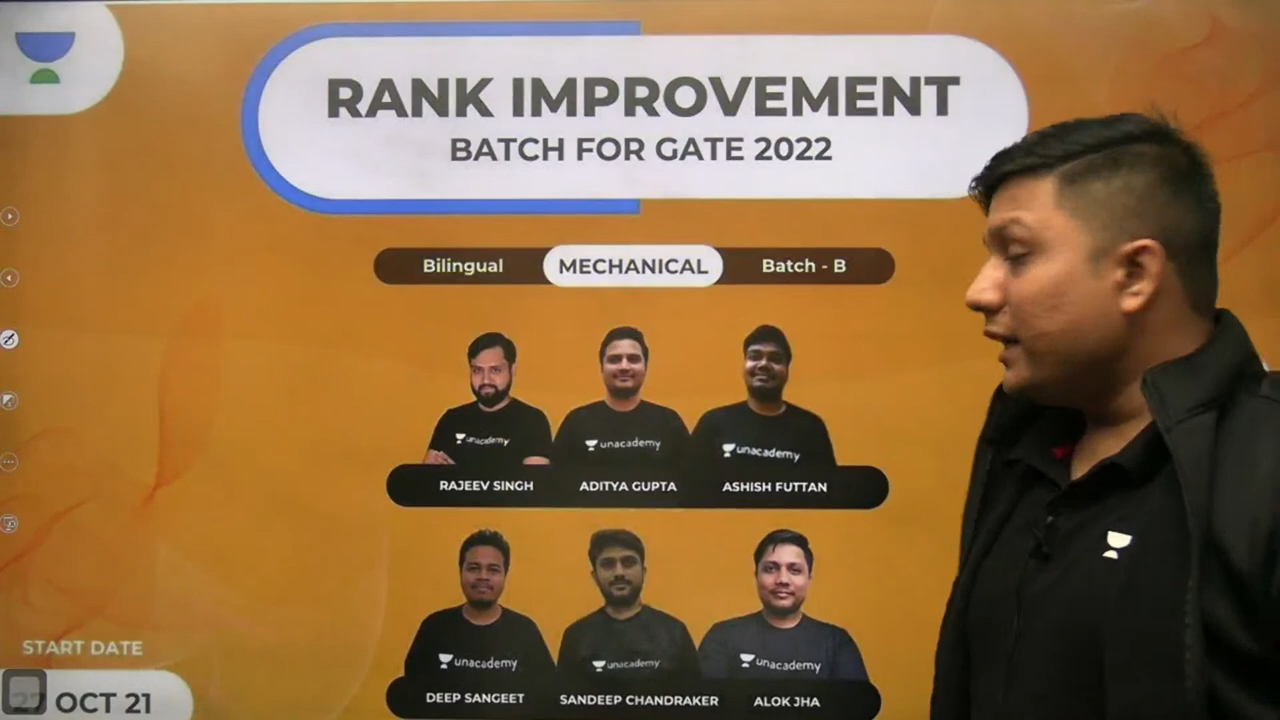 RANK IMPROVEMENT
BATCH FOR GATE 2022
Bilingual MECHANICAL Batch - B
unacademy unacademy unacademy
RAJEEV SINGH ADITYA GUPTA ASHISH FUTTAN
unacademy unacademy unacademy
DEEP SANGEET SANDEEP CHANDRAKER ALOK JHA
START DATE
27 OCT 21